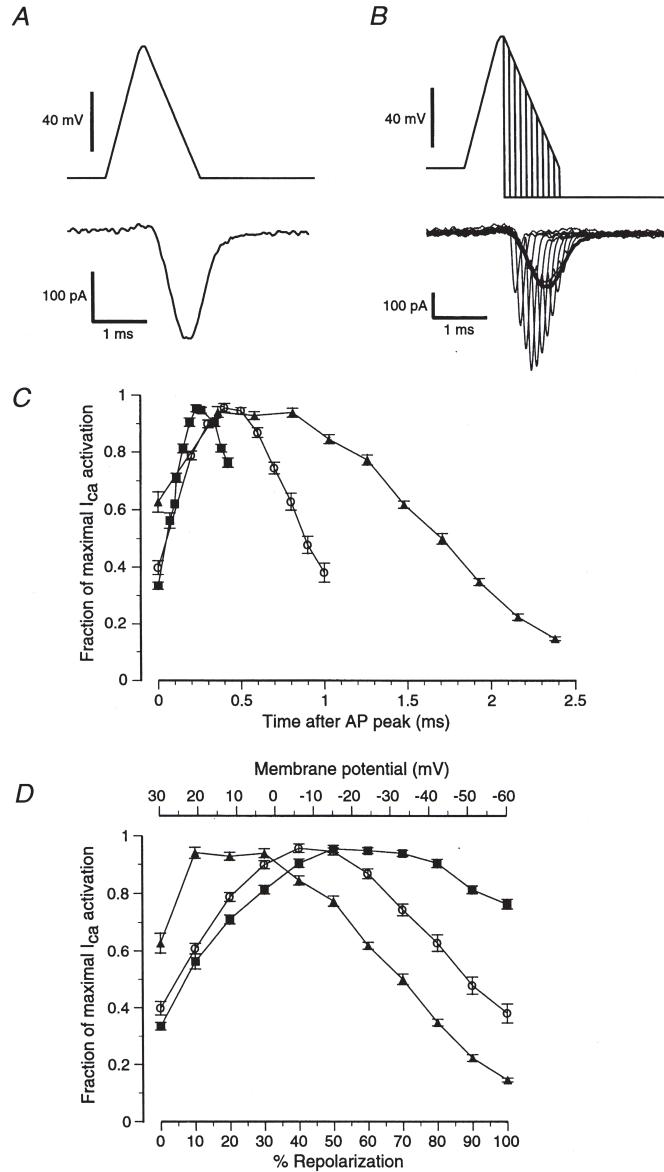 A
B
40 mV
40 mV
100 pA
1 ms
100 pA
1 ms
C
Fraction of maximal ICa activation
1
0.8
0.6
0.4
0.2
0
0 0.5 1 1.5 2 2.5
Time after AP peak (ms)
D
Membrane potential (mV)
30 20 10 0 -10 -20 -30 -40 -50 -60
Fraction of maximal ICa activation
1
0.8
0.6
0.4
0.2
0
0 10 20 30 40 50 60 70 80 90 100
% Repolarization